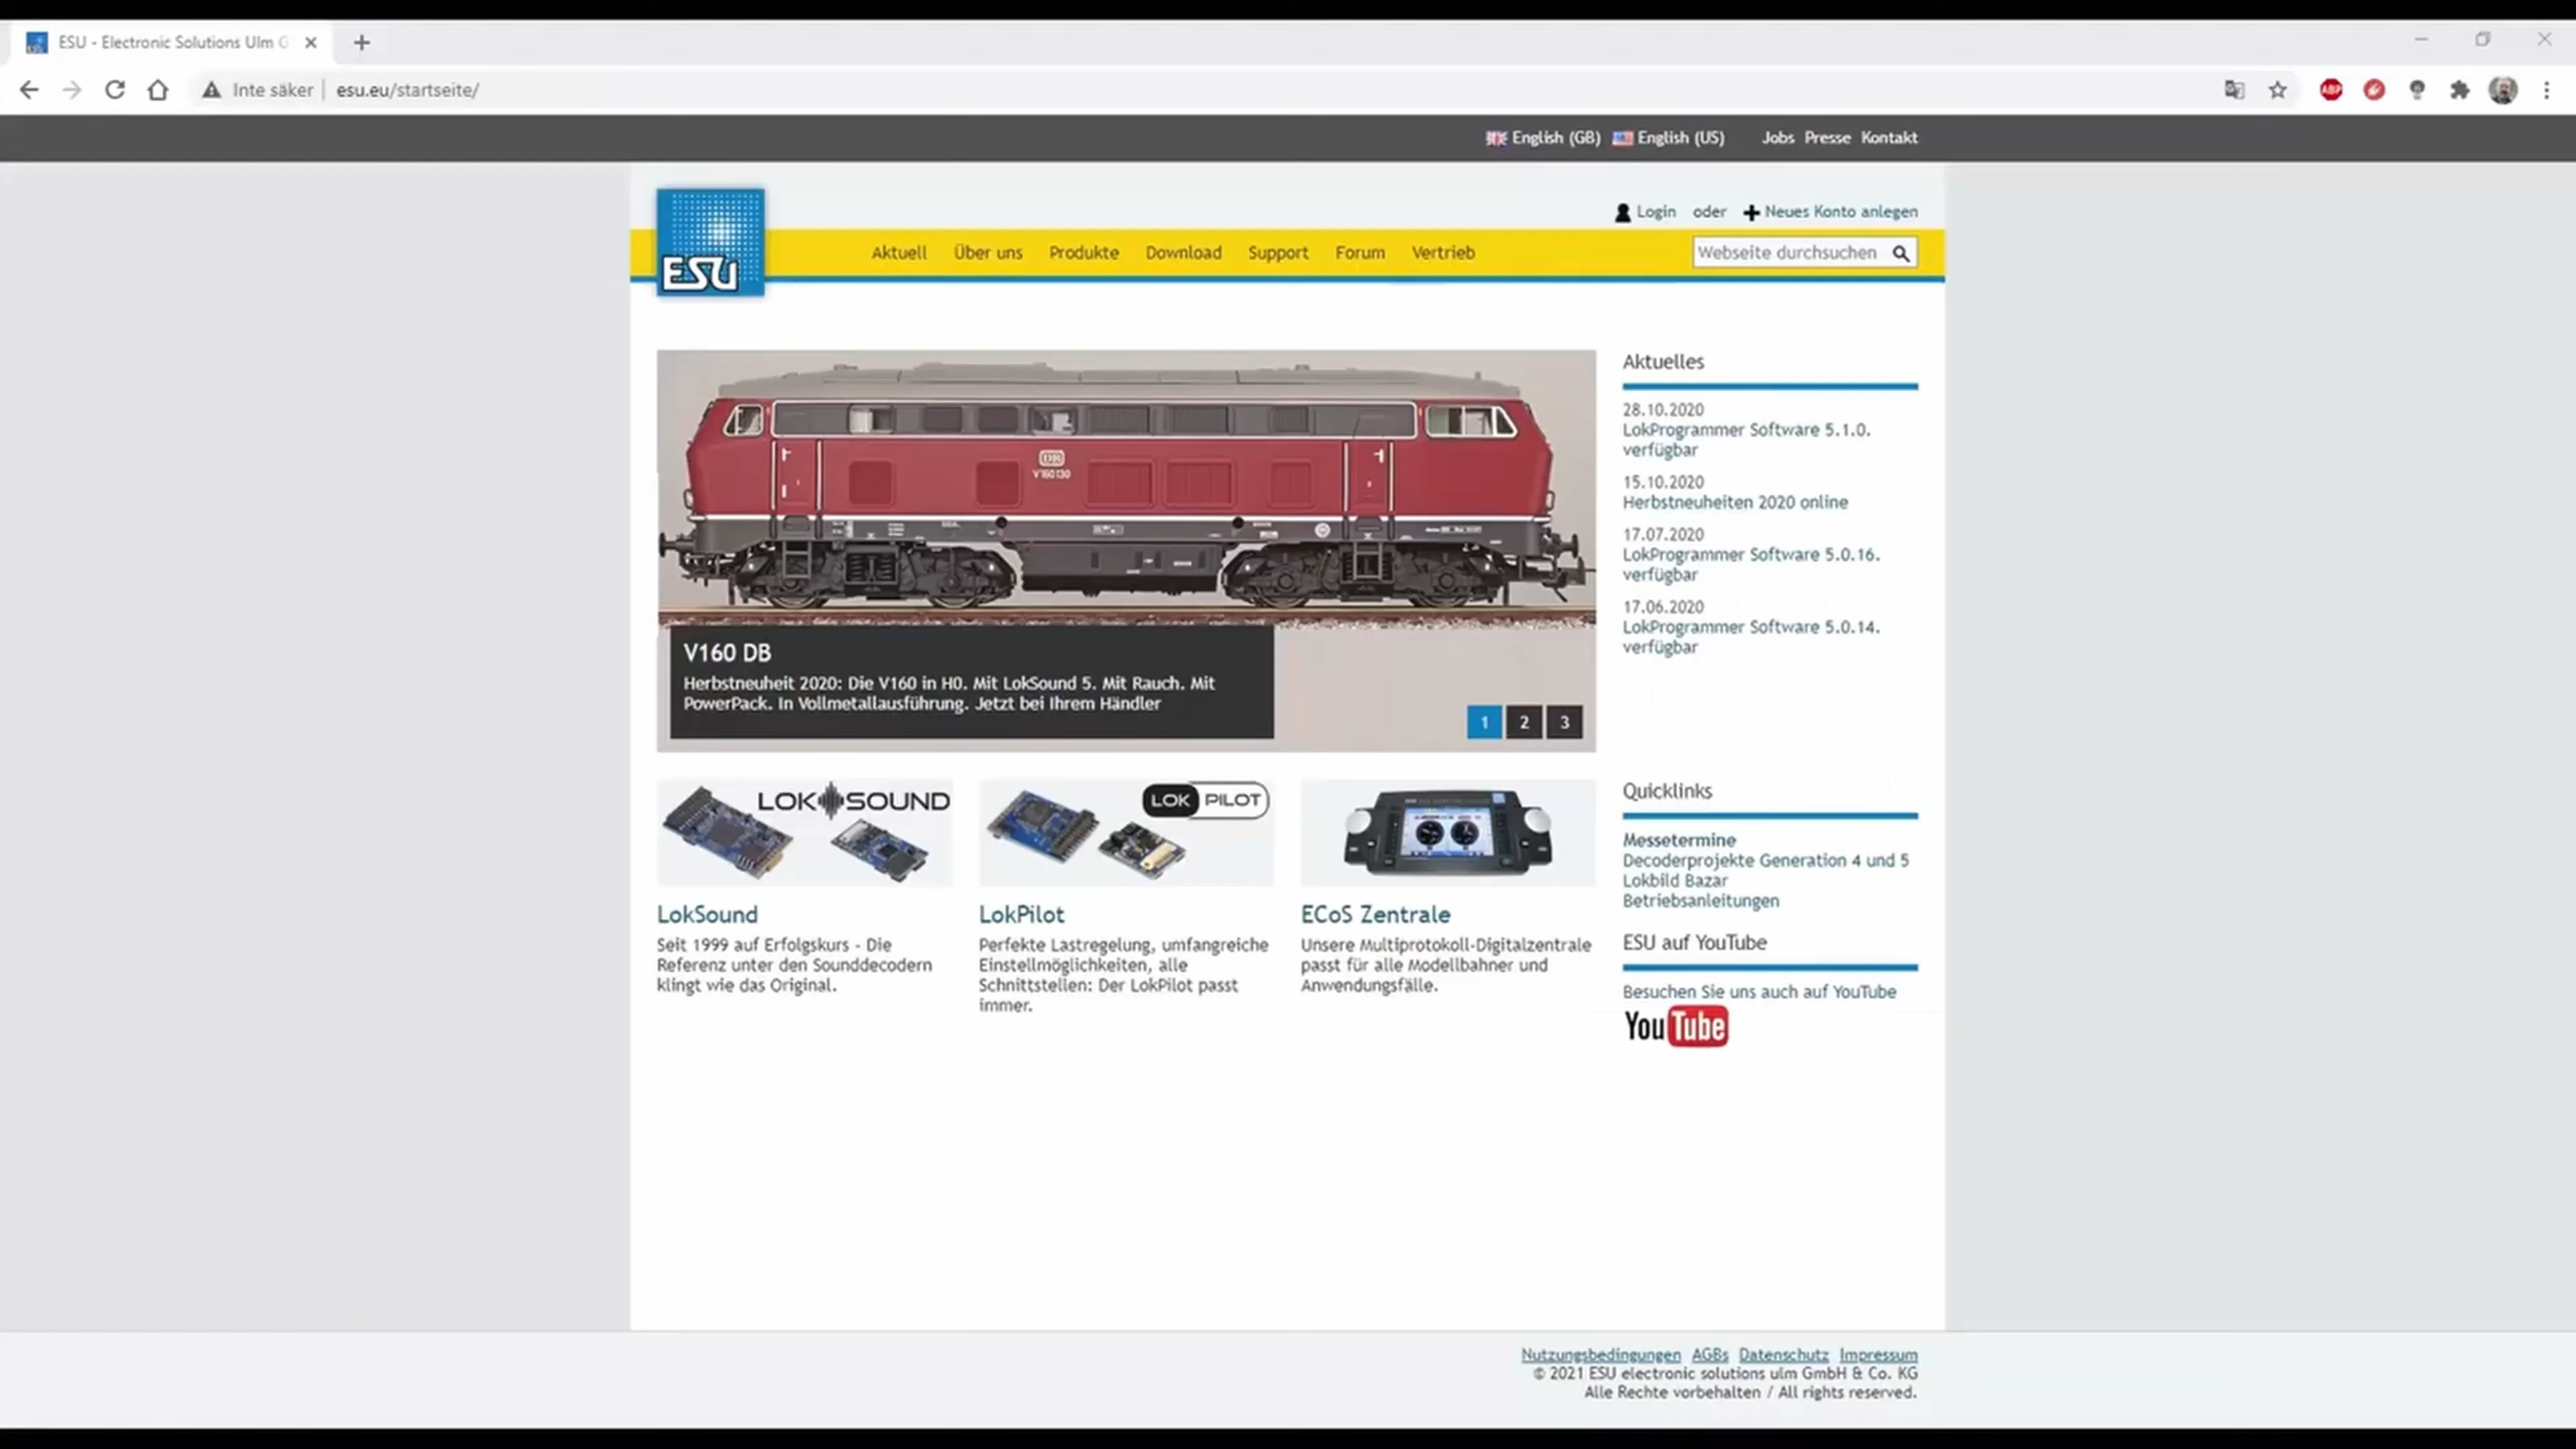 ESU - Electronic Solutions Ulm G
Inte säker | esu.eu/startseite/
ABP
English (GB) English (US) Jobs Presse Kontakt
Login oder Neues Konto anlegen
ESU
Aktuell Über uns Produkte Download Support Forum Vertrieb
Webseite durchsuchen
DB
V160 130
V160 DB
Herbstneuheit 2020: Die V160 in H0. Mit LokSound 5. Mit Rauch. Mit
PowerPack. In Vollmetallausführung. Jetzt bei Ihrem Händler
1 2 3
Aktuelles
28.10.2020
LokProgrammer Software 5.1.0.
verfügbar
15.10.2020
Herbstneuheiten 2020 online
17.07.2020
LokProgrammer Software 5.0.16.
verfügbar
17.06.2020
LokProgrammer Software 5.0.14.
verfügbar
LOKSOUND
LokSound
Seit 1999 auf Erfolgskurs - Die
Referenz unter den Sounddecodern
klingt wie das Original.
LOK PILOT
LokPilot
Perfekte Lastregelung, umfangreiche
Einstellmöglichkeiten, alle
Schnittstellen: Der LokPilot passt
immer.
ECoS Zentrale
Unsere Multiprotokoll-Digitalzentrale
passt für alle Modellbahner und
Anwendungsfälle.
Quicklinks
Messetermine
Decoderprojekte Generation 4 und 5
Lokbild Bazar
Betriebsanleitungen
ESU auf YouTube
Besuchen Sie uns auch auf YouTube
YouTube
Nutzungsbedingungen AGBs Datenschutz Impressum
© 2021 ESU electronic solutions ulm GmbH & Co. KG
Alle Rechte vorbehalten / All rights reserved.